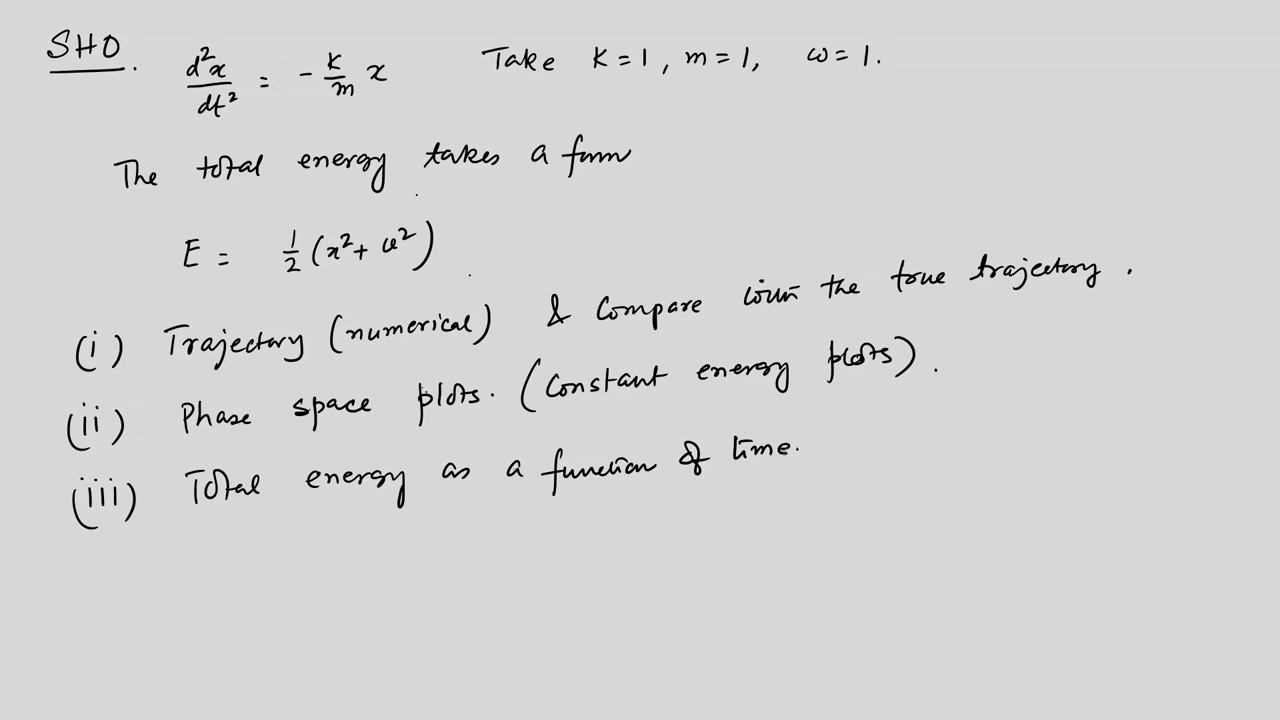 SHO.
d²x/dt² = - k/m x    Take K = 1, m = 1, ω = 1.
The total energy takes a form
E = 1/2 (x² + v²)
(i) Trajectory (numerical) & compare with the true trajectory.
(ii) Phase space plots. (Constant energy plots).
(iii) Total energy as a function of time.